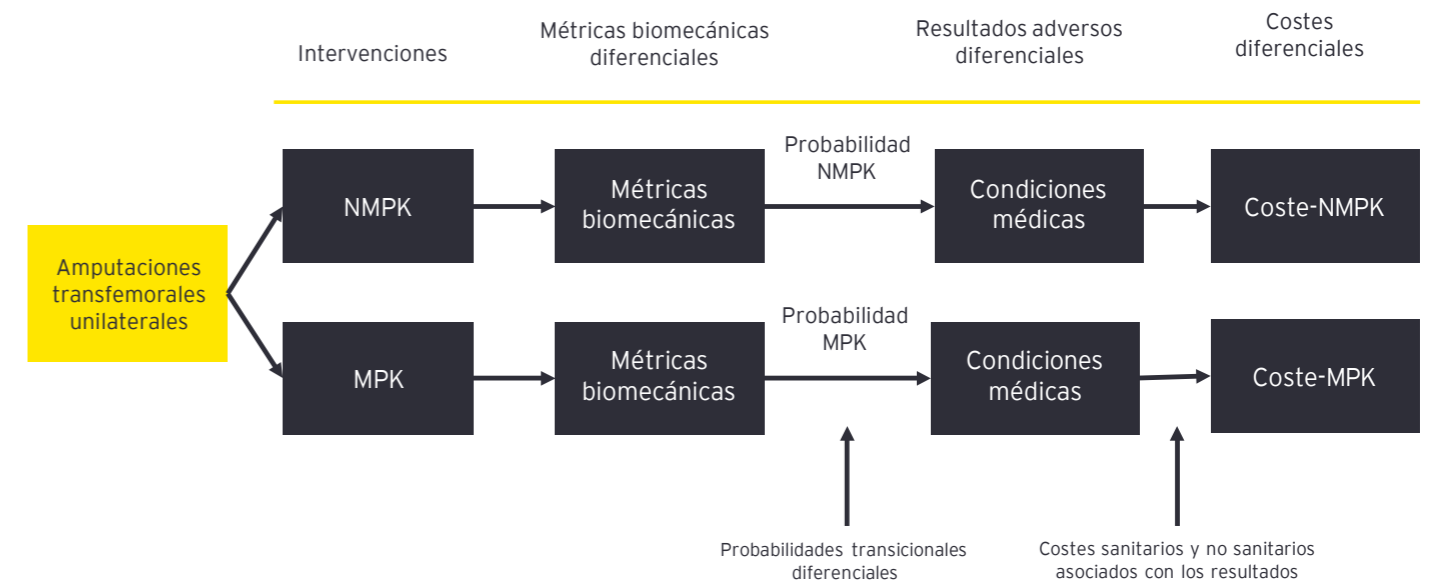 Intervenciones
Métricas biomecánicas
diferenciales
Resultados adversos
diferenciales
Costes
diferenciales
Amputaciones
transfemorales
unilaterales
NMPK
Métricas
biomecánicas
Probabilidad
NMPK
Condiciones
médicas
Coste-NMPK
MPK
Métricas
biomecánicas
Probabilidad
MPK
Condiciones
médicas
Coste-MPK
Probabilidades transicionales
diferenciales
Costes sanitarios y no sanitarios
asociados con los resultados